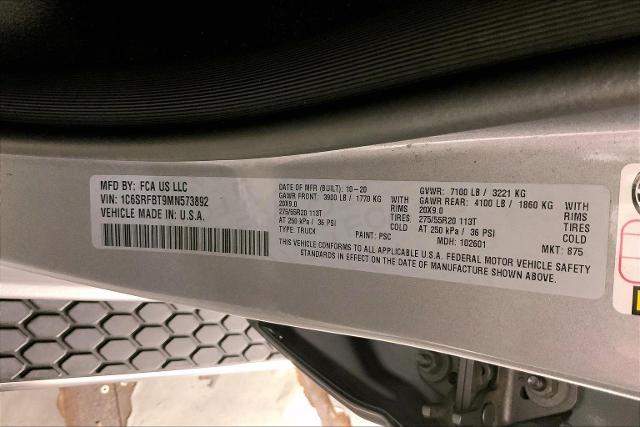 MFD BY: FCA US LLC
VIN: 1C6SRFBT9MN573892
VEHICLE MADE IN U.S.A.
DATE OF MFR (BUILT): 10-20 GVWR: 7100 LB / 3221 KG
GAWR FRONT: 3900 LB / 1770 KG WITH GAWR REAR: 4100 LB / 1860 KG WITH
20X9.0 RIMS 20X9.0 RIMS
275/55R20 113T TIRES 275/55R20 113T TIRES
AT 250 kPa / 36 PSI COLD AT 250 kPa / 36 PSI COLD
TYPE: TRUCK PAINT: PSC MDH: 102601 MKT: 875
THIS VEHICLE CONFORMS TO ALL APPLICABLE U.S.A. FEDERAL MOTOR VEHICLE SAFETY
STANDARDS IN EFFECT ON THE DATE OF MANUFACTURE SHOWN ABOVE.